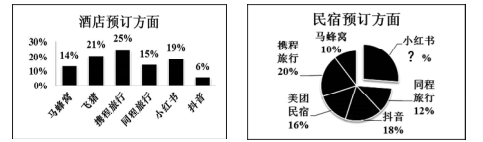 酒店预订方面
30%
20%
10%
0%
14%
21%
25%
15%
19%
6%
马蜂窝
飞猪
携程旅行
同程旅行
小红书
抖音
民宿预订方面
马蜂窝
10%
小红书
? %
携程
旅行
20%
同程
旅行
12%
美团
民宿
16%
抖音
18%